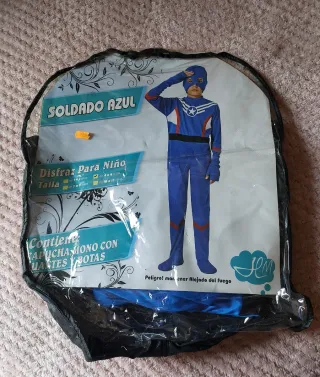 SOLDADO AZUL
Disfraz Para Niño
Talla
Contiene
CAPUCHA MONO CON
GUANTES Y BOTAS
Peligro! mantener Alejado del fuego